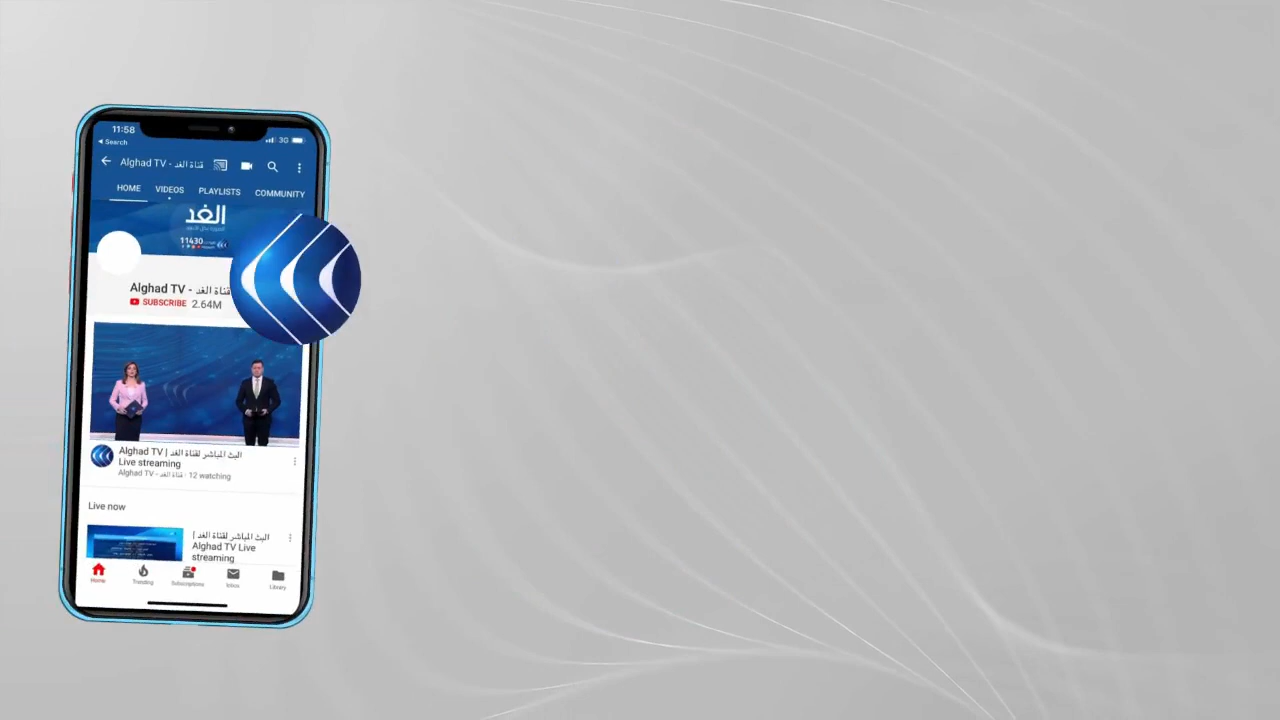 11:58
Search
3G
Alghad TV - قناة الغد
HOME VIDEOS PLAYLISTS COMMUNITY
الغد
11430
Alghad TV - قناة الغد
SUBSCRIBE 2.64M
Alghad TV | البث المباشر لقناة الغد
Live streaming
Alghad TV - قناة الغد · 12 watching
Live now
البث المباشر لقناة الغد |
Alghad TV Live
streaming
Home Trending Subscriptions Inbox Library